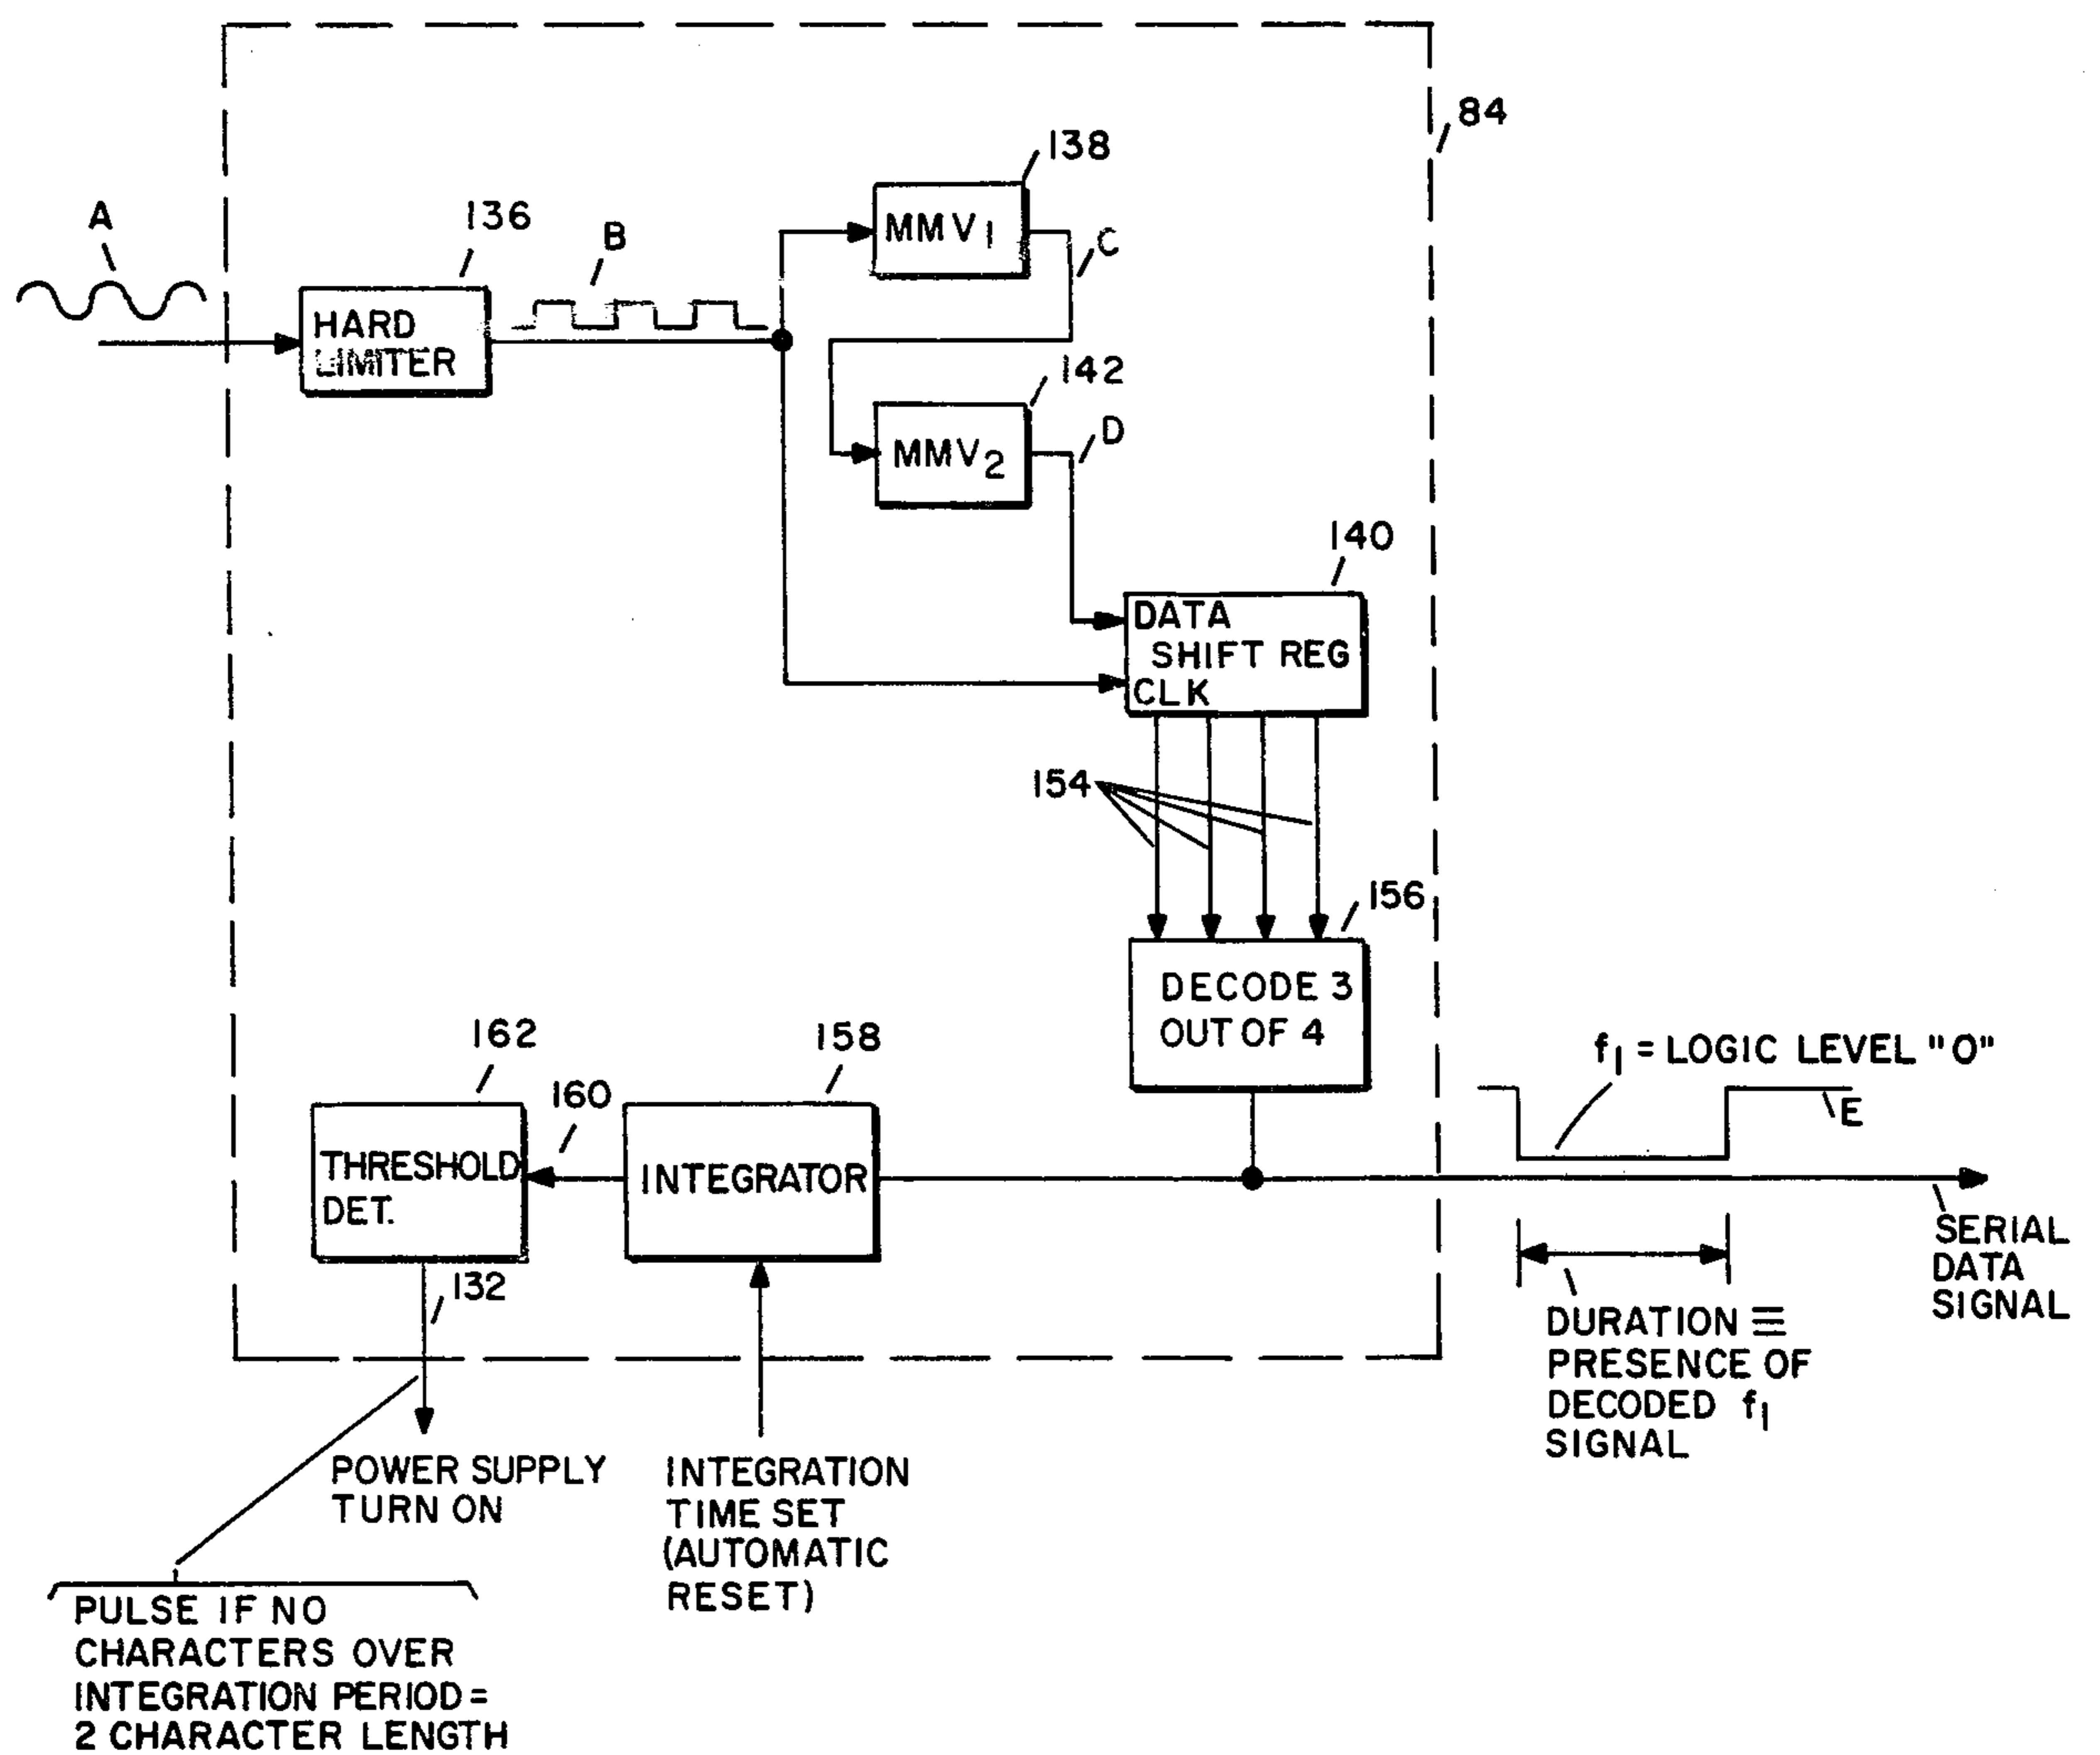 84
138
A
136
B
MMV1
C
HARD
LIMITER
142
D
MMV2
140
DATA
SHIFT REG
CLK
154
156
DECODE 3
OUT OF 4
162
158
160
f1 = LOGIC LEVEL "0"
E
THRESHOLD
DET.
INTEGRATOR
132
SERIAL
DATA
SIGNAL
DURATION ≡
PRESENCE OF
DECODED f1
SIGNAL
POWER SUPPLY
TURN ON
INTEGRATION
TIME SET
(AUTOMATIC
RESET)
PULSE IF NO
CHARACTERS OVER
INTEGRATION PERIOD =
2 CHARACTER LENGTH